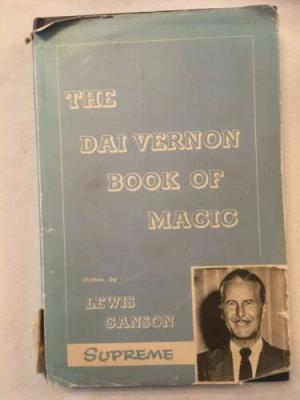 THE
DAI VERNON
BOOK OF
MAGIC
Written by
LEWIS
GANSON
SUPREME